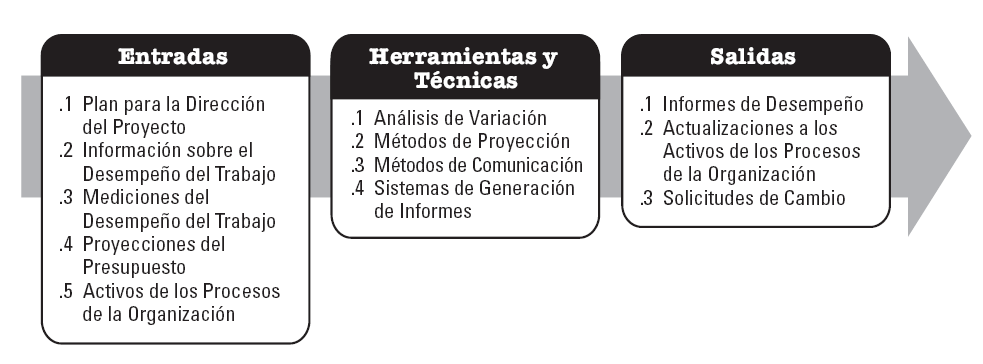 Entradas
.1 Plan para la Dirección
del Proyecto
.2 Información sobre el
Desempeño del Trabajo
.3 Mediciones del
Desempeño del Trabajo
.4 Proyecciones del
Presupuesto
.5 Activos de los Procesos
de la Organización
Herramientas y
Técnicas
.1 Análisis de Variación
.2 Métodos de Proyección
.3 Métodos de Comunicación
.4 Sistemas de Generación
de Informes
Salidas
.1 Informes de Desempeño
.2 Actualizaciones a los
Activos de los Procesos
de la Organización
.3 Solicitudes de Cambio